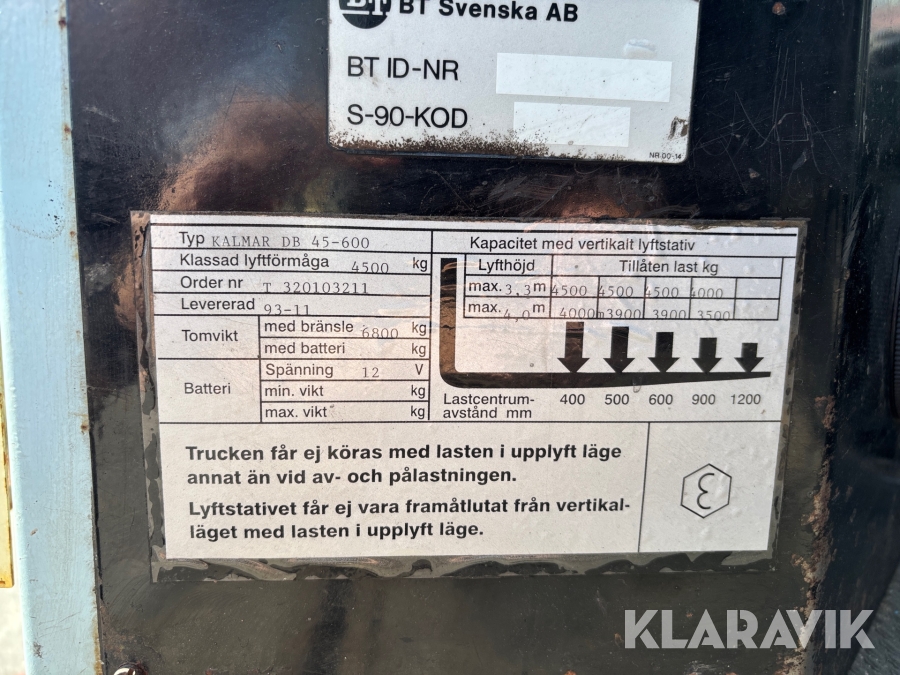 BT BT Svenska AB
BT ID-NR
S-90-KOD
NR 00-14
Typ KALMAR DB 45-600
Klassad lyftförmåga 4500 kg
Order nr T 320103211
Levererad 93-11
Tomvikt med bränsle 6800 kg
med batteri kg
Batteri Spänning 12 V
min. vikt kg
max. vikt kg
Kapacitet med vertikalt lyftstativ
Lyfthöjd Tillåten last kg
max. 3,3 m 4500 4500 4500 4000
max. 4,0 m 4000 3900 3900 3500
Lastcentrum-
avstånd mm 400 500 600 900 1200
Trucken får ej köras med lasten i upplyft läge
annat än vid av- och pålastningen.
Lyftstativet får ej vara framåtlutat från vertikal-
läget med lasten i upplyft läge.
KLARAVIK